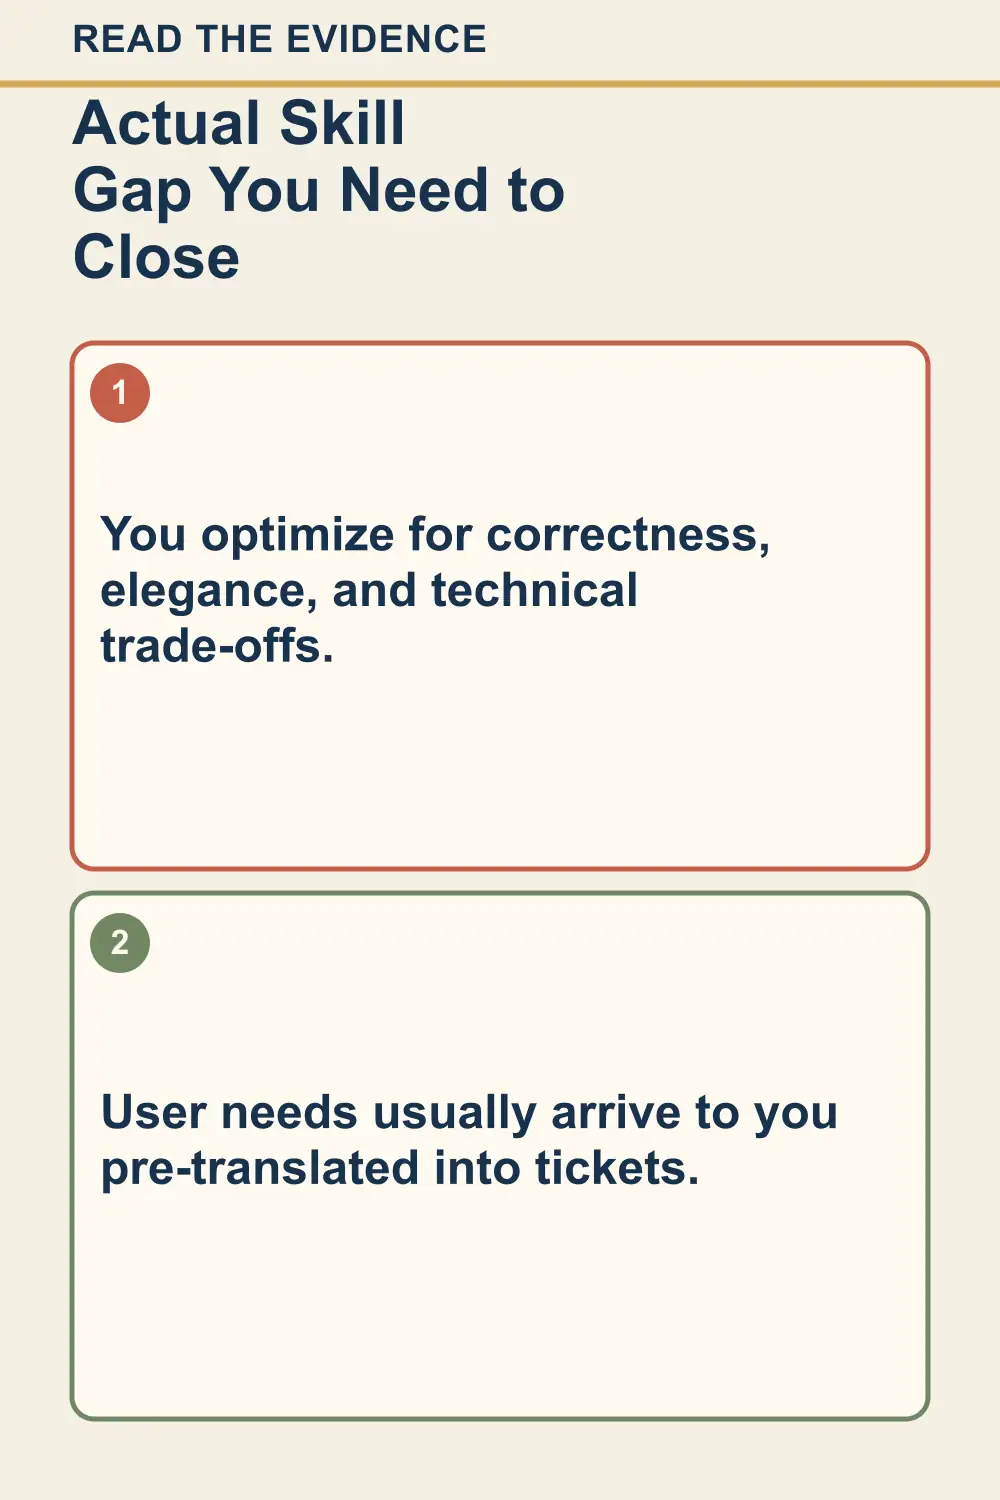 READ THE EVIDENCE
Actual Skill
Gap You Need to
Close
1
You optimize for correctness,
elegance, and technical
trade-offs.
2
User needs usually arrive to you
pre-translated into tickets.